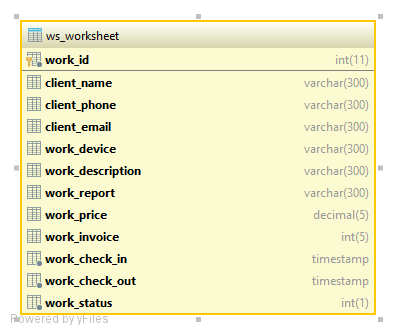 ws_worksheet
work_id int(11)
client_name varchar(300)
client_phone varchar(300)
client_email varchar(300)
work_device varchar(300)
work_description varchar(300)
work_report varchar(300)
work_price decimal(5)
work_invoice int(5)
work_check_in timestamp
work_check_out timestamp
work_status int(1)
Powered by yFiles